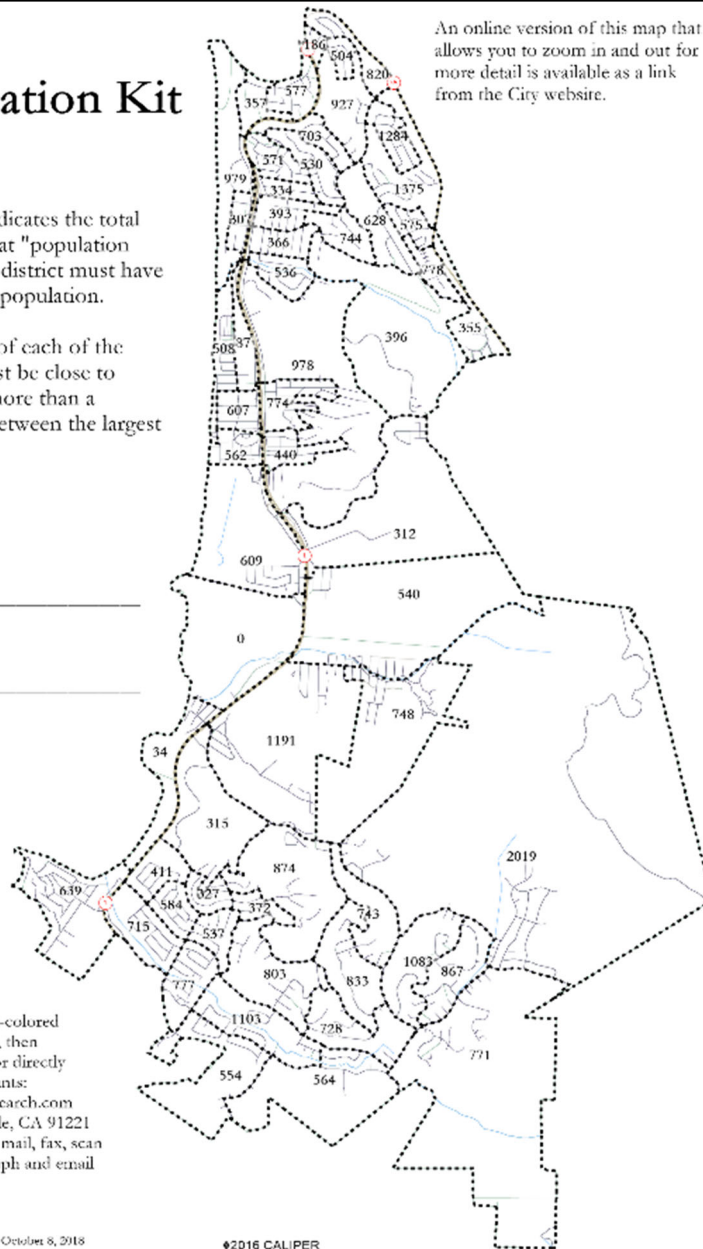 An online version of this map that
allows you to zoom in and out for
more detail is available as a link
from the City website.
ation Kit
dicates the total
at "population
district must have
population.
of each of the
st be close to
more than a
etween the largest
186
504
820
577
357
927
703
1284
571
530
979
334
1375
307
393
628
575
366
744
536
778
355
508
37
396
978
607
774
562
440
312
609
540
0
748
34
1191
315
874
2019
411
639
584
327
372
743
715
537
1083
867
803
833
777
1103
728
771
554
564
-colored
, then
or directly
nts:
earch.com
le, CA 91221
mail, fax, scan
ph and email
October 8, 2018
©2016 CALIPER